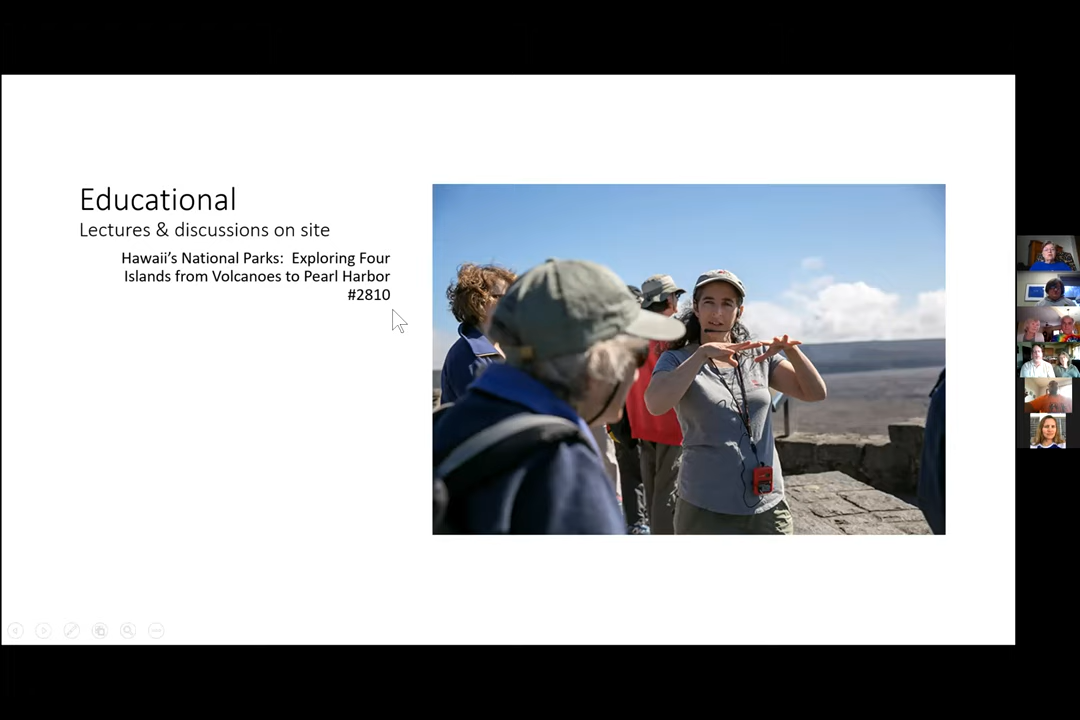 Educational
Lectures & discussions on site
Hawaii’s National Parks:  Exploring Four
Islands from Volcanoes to Pearl Harbor
#2810